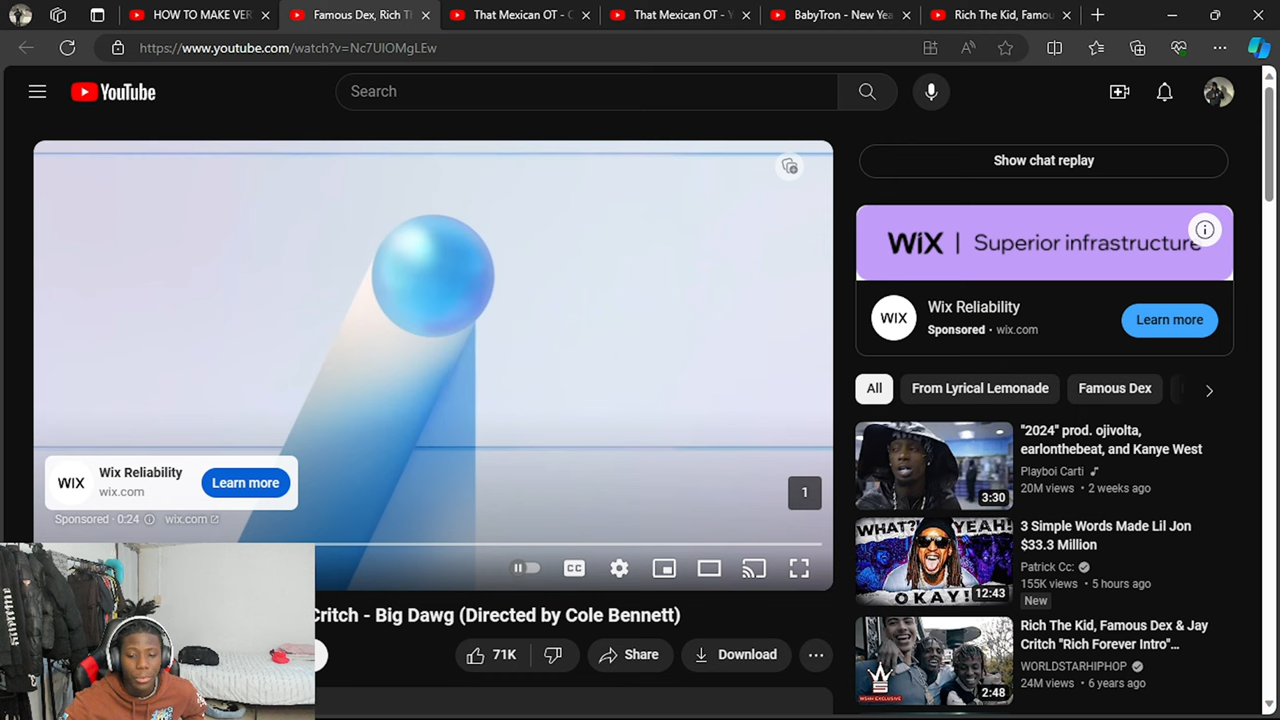 HOW TO MAKE VER
Famous Dex, Rich T
That Mexican OT - 
That Mexican OT - 
BabyTron - New Yea
Rich The Kid, Famou
https://www.youtube.com/watch?v=Nc7UIOMgLEw
YouTube
Search
Show chat replay
WIX | Superior infrastructure
WIX
Wix Reliability
Sponsored · wix.com
Learn more
All
From Lyrical Lemonade
Famous Dex
WIX
Wix Reliability
wix.com
Learn more
1
Sponsored · 0:24
wix.com
CC
"2024" prod. ojivolta,
earlonthebeat, and Kanye West
Playboi Carti
20M views · 2 weeks ago
3:30
WHAT?!
YEAH!
OKAY!
12:43
3 Simple Words Made Lil Jon
$33.3 Million
Patrick Cc:
155K views · 5 hours ago
New
Critch - Big Dawg (Directed by Cole Bennett)
71K
Share
Download
WSHH EXCLUSIVE
2:48
Rich The Kid, Famous Dex & Jay
Critch "Rich Forever Intro"...
WORLDSTARHIPHOP
24M views · 6 years ago